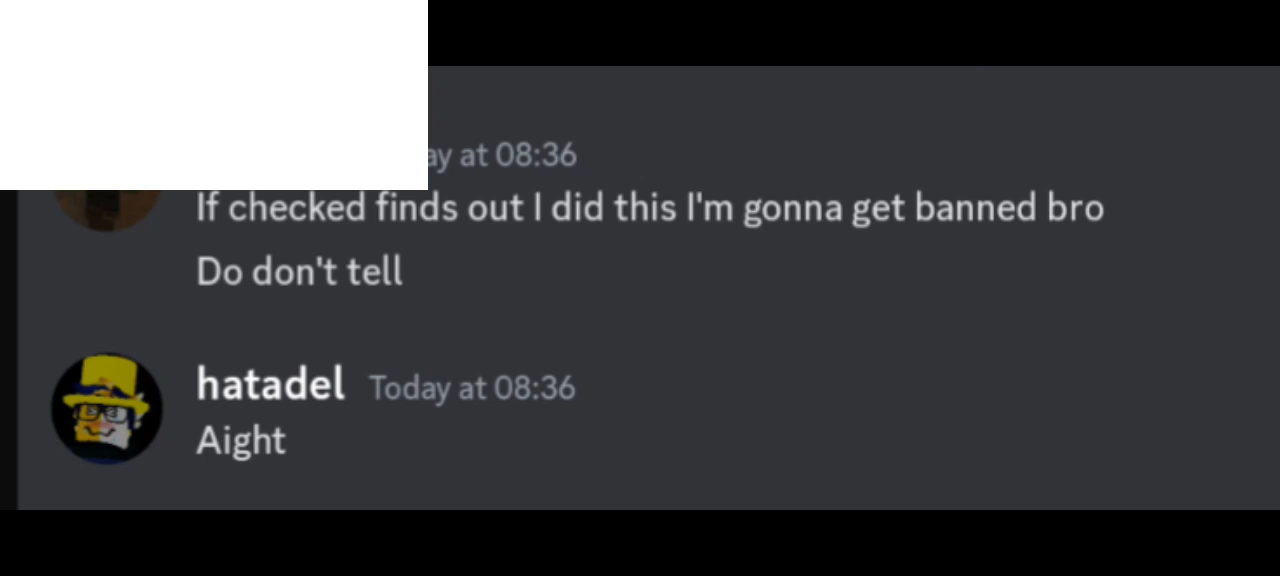 at 08:36
If checked finds out I did this I'm gonna get banned bro
Do don't tell
hatadel Today at 08:36
Aight